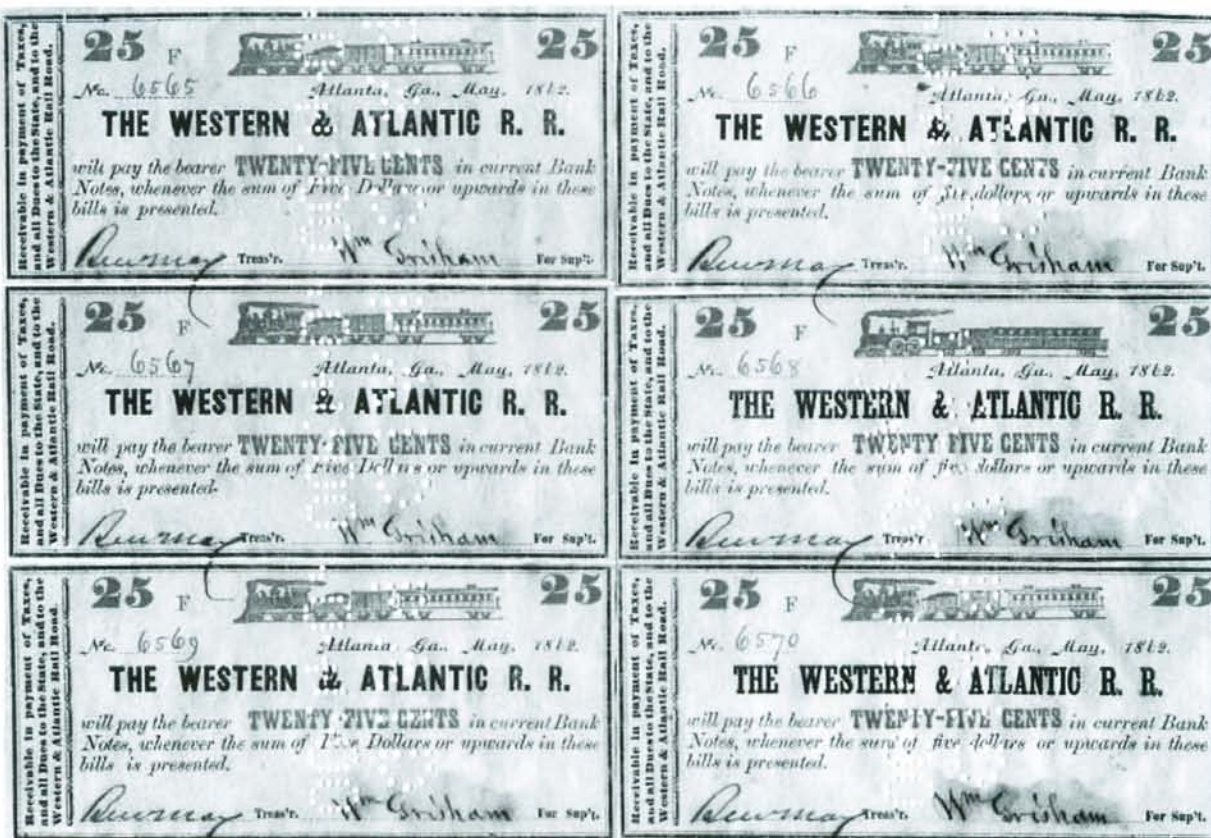 Receivable in payment of Taxes,
and all Dues to the State, and to the
Western & Atlantic Rail Road.
25 F 25
No. 6565 Atlanta, Ga., May, 1862.
THE WESTERN & ATLANTIC R. R.
will pay the bearer TWENTY-FIVE CENTS in current Bank
Notes, whenever the sum of Five Dollars or upwards in these
bills is presented.
Treas'r. Wm Grisham For Sup't.
Receivable in payment of Taxes,
and all Dues to the State, and to the
Western & Atlantic Rail Road.
25 F 25
No. 6566 Atlanta, Ga., May, 1862.
THE WESTERN & ATLANTIC R. R.
will pay the bearer TWENTY-FIVE CENTS in current Bank
Notes, whenever the sum of five dollars or upwards in these
bills is presented.
Treas'r. Wm Grisham For Sup't.
Receivable in payment of Taxes,
and all Dues to the State, and to the
Western & Atlantic Rail Road.
25 F 25
No. 6567 Atlanta, Ga., May, 1862.
THE WESTERN & ATLANTIC R. R.
will pay the bearer TWENTY-FIVE CENTS in current Bank
Notes, whenever the sum of Five Dollars or upwards in these
bills is presented.
Treas'r. Wm Grisham For Sup't.
Receivable in payment of Taxes,
and all Dues to the State, and to the
Western & Atlantic Rail Road.
25 F 25
No. 6568 Atlanta, Ga., May, 1862.
THE WESTERN & ATLANTIC R. R.
will pay the bearer TWENTY FIVE CENTS in current Bank
Notes, whenever the sum of five dollars or upwards in these
bills is presented.
Treas'r. Wm Grisham For Sup't.
Receivable in payment of Taxes,
and all Dues to the State, and to the
Western & Atlantic Rail Road.
25 F 25
No. 6569 Atlanta, Ga., May, 1862.
THE WESTERN & ATLANTIC R. R.
will pay the bearer TWENTY-FIVE CENTS in current Bank
Notes, whenever the sum of Five Dollars or upwards in these
bills is presented.
Treas'r. Wm Grisham For Sup't.
Receivable in payment of Taxes,
and all Dues to the State, and to the
Western & Atlantic Rail Road.
25 F 25
No. 6570 Atlanta, Ga., May, 1862.
THE WESTERN & ATLANTIC R. R.
will pay the bearer TWENTY-FIVE CENTS in current Bank
Notes, whenever the sum of five dollars or upwards in these
bills is presented.
Treas'r. Wm Grisham For Sup't.